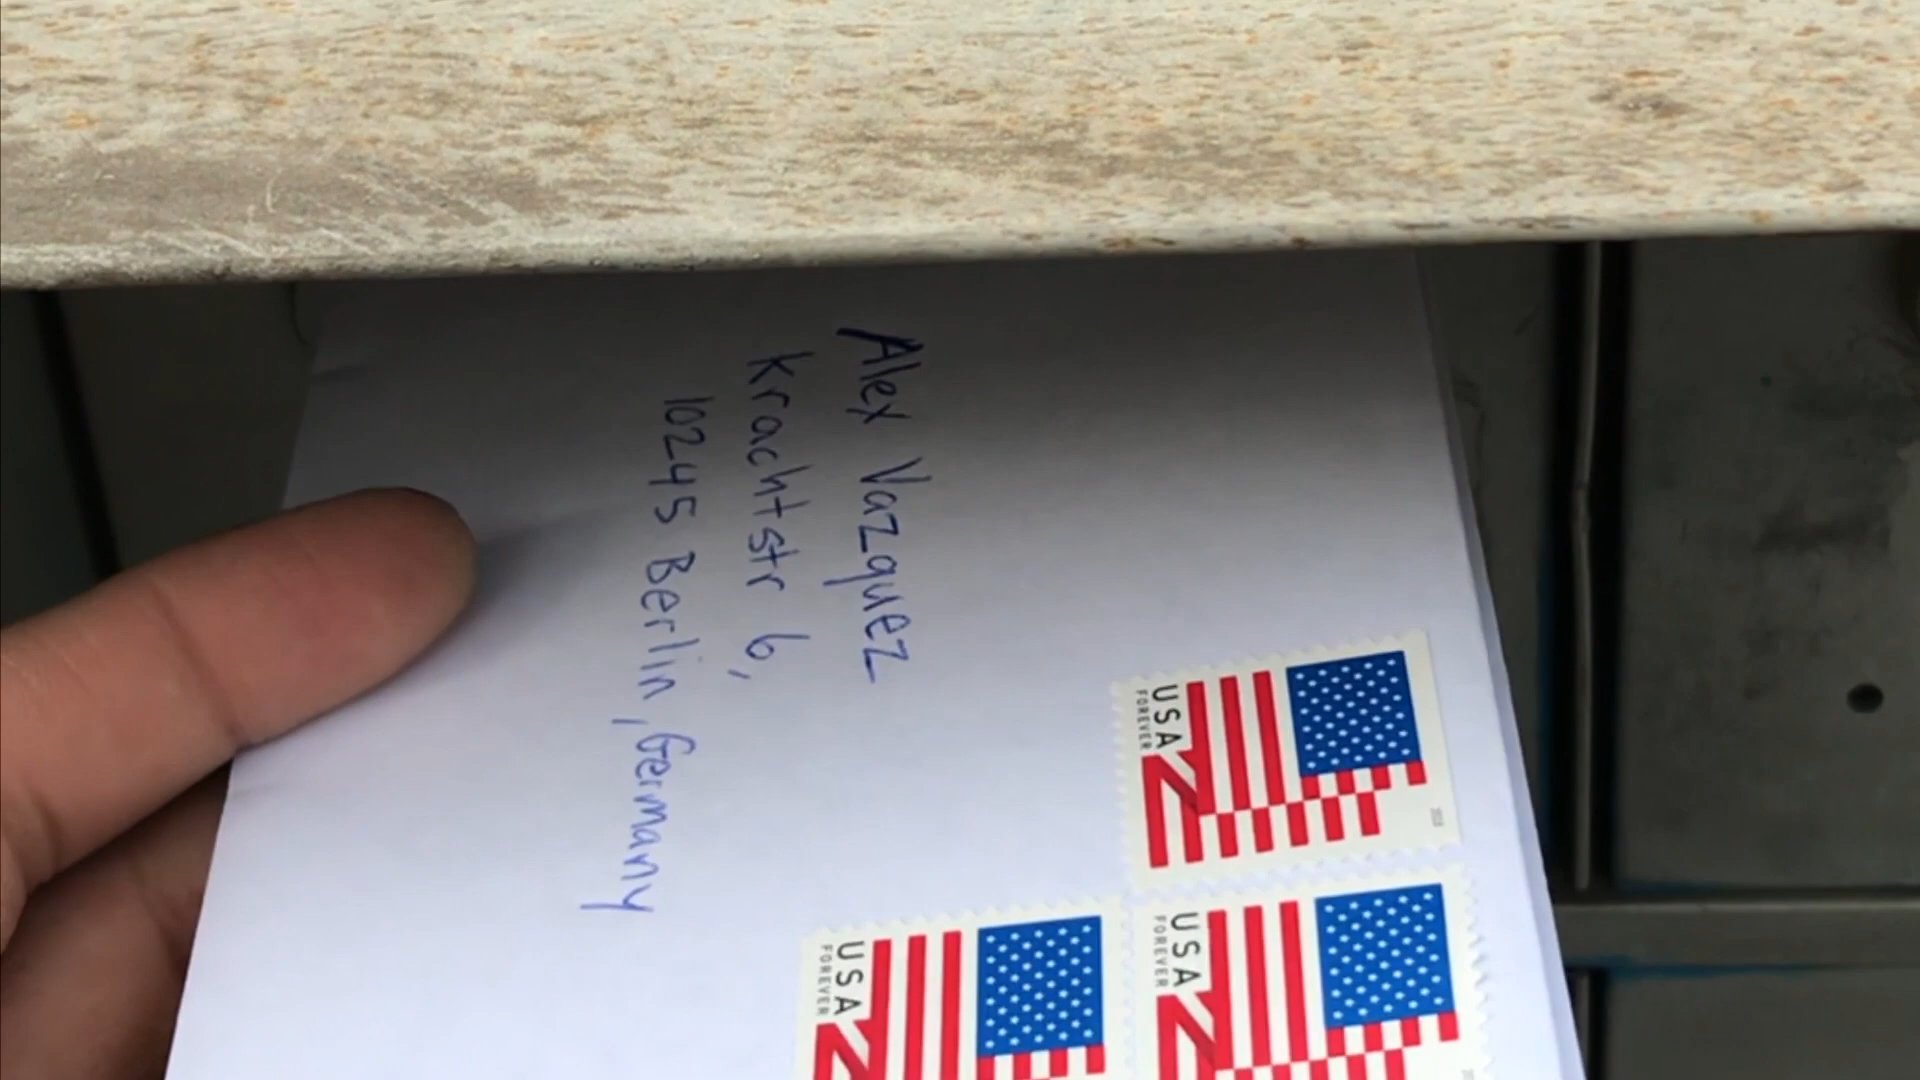 Alex Vazquez
Krachtstr 6,
10245 Berlin, Germany
USA
FOREVER
USA
FOREVER
USA
FOREVER